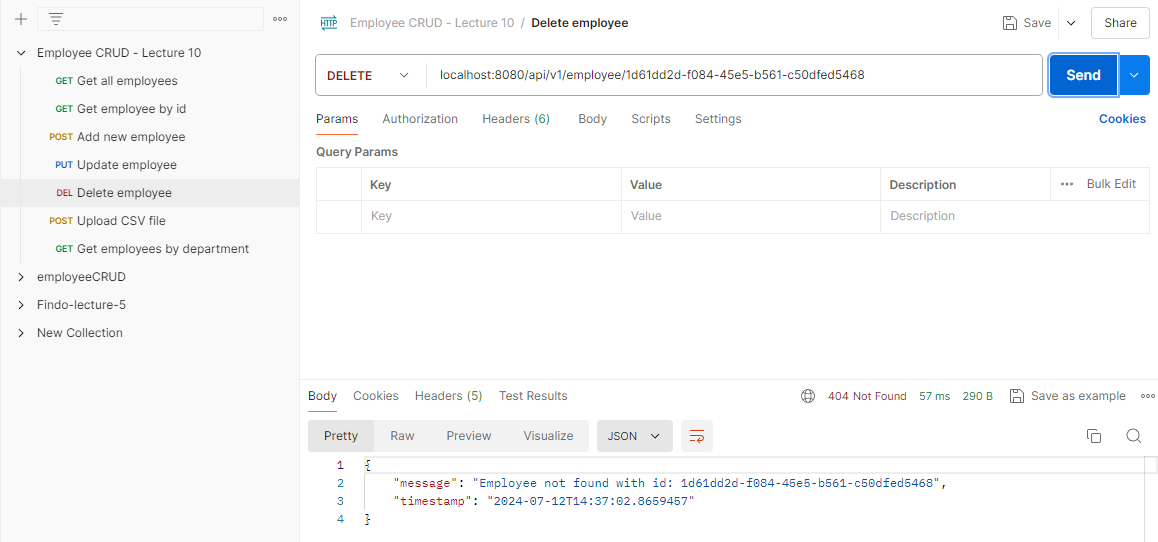 Employee CRUD - Lecture 10
GET Get all employees
GET Get employee by id
POST Add new employee
PUT Update employee
DEL Delete employee
POST Upload CSV file
GET Get employees by department
employeeCRUD
Findo-lecture-5
New Collection
HTTP Employee CRUD - Lecture 10 / Delete employee Save Share
DELETE localhost:8080/api/v1/employee/1d61dd2d-f084-45e5-b561-c50dfed5468 Send
Params Authorization Headers (6) Body Scripts Settings Cookies
Query Params
Key Value Description Bulk Edit
Key Value Description
Body Cookies Headers (5) Test Results 404 Not Found 57 ms 290 B Save as example
Pretty Raw Preview Visualize JSON
1 {
2 "message": "Employee not found with id: 1d61dd2d-f084-45e5-b561-c50dfed5468",
3 "timestamp": "2024-07-12T14:37:02.8659457"
4 }